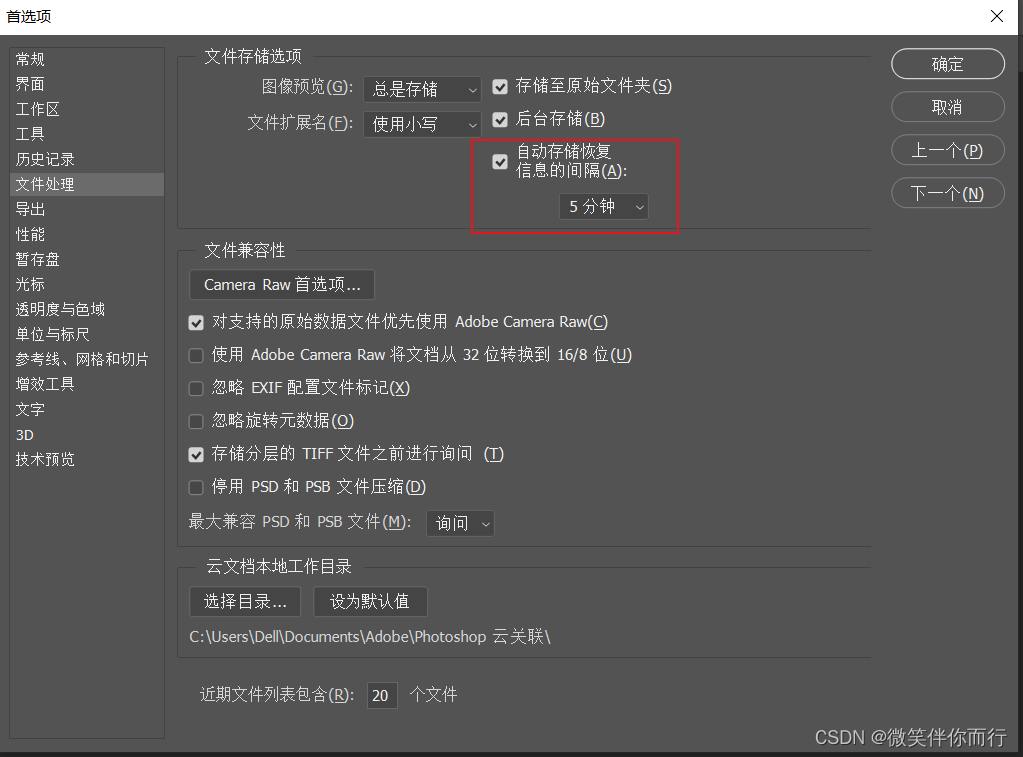 首选项
常规
界面
工作区
工具
历史记录
文件处理
导出
性能
暂存盘
光标
透明度与色域
单位与标尺
参考线、网格和切片
增效工具
文字
3D
技术预览
文件存储选项
图像预览(G): 总是存储
文件扩展名(F): 使用小写
存储至原始文件夹(S)
后台存储(B)
自动存储恢复
信息的间隔(A):
5 分钟
文件兼容性
Camera Raw 首选项...
对支持的原始数据文件优先使用 Adobe Camera Raw(C)
使用 Adobe Camera Raw 将文档从 32 位转换到 16/8 位(U)
忽略 EXIF 配置文件标记(X)
忽略旋转元数据(O)
存储分层的 TIFF 文件之前进行询问 (T)
停用 PSD 和 PSB 文件压缩(D)
最大兼容 PSD 和 PSB 文件(M): 询问
云文档本地工作目录
选择目录... 设为默认值
C:\Users\Dell\Documents\Adobe\Photoshop 云关联\
近期文件列表包含(R): 20 个文件
确定
取消
上一个(P)
下一个(N)
CSDN @微笑伴你而行